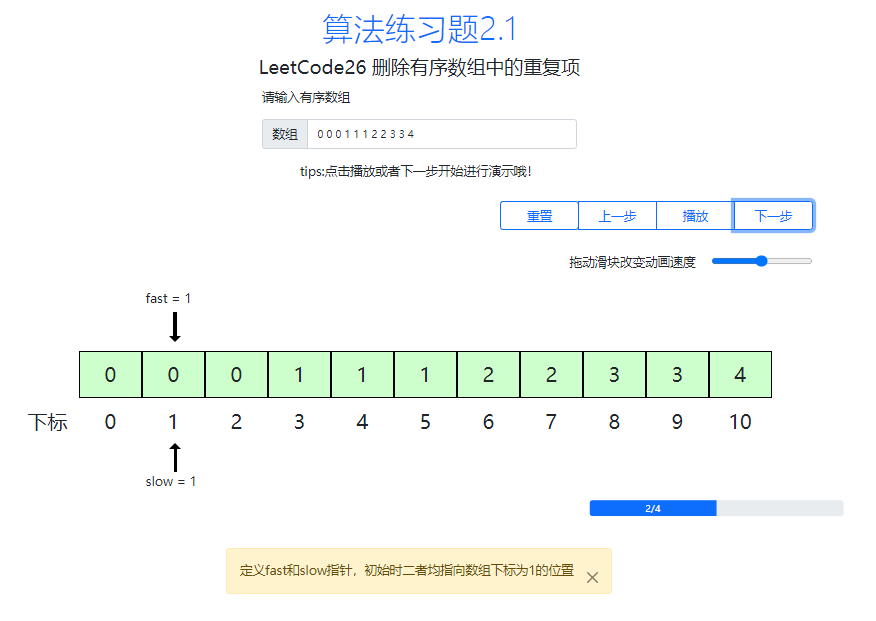 算法练习题2.1
LeetCode26 删除有序数组中的重复项
请输入有序数组
数组 0 0 0 1 1 1 2 2 3 3 4
tips:点击播放或者下一步开始进行演示哦!
重置 上一步 播放 下一步
拖动滑块改变动画速度
fast = 1
0 0 0 1 1 1 2 2 3 3 4
下标 0 1 2 3 4 5 6 7 8 9 10
slow = 1
2/4
定义fast和slow指针，初始时二者均指向数组下标为1的位置